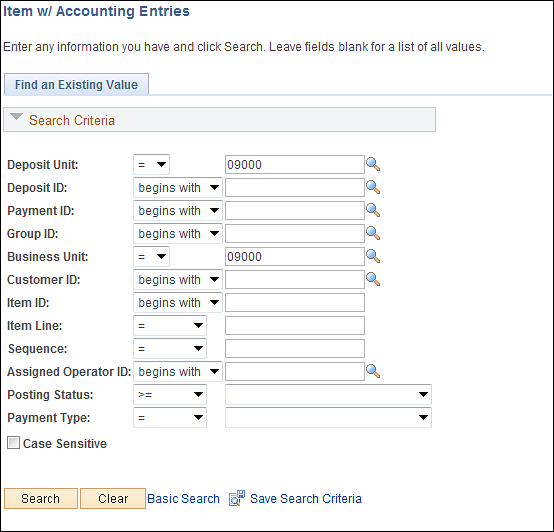 Item w/ Accounting Entries
Enter any information you have and click Search. Leave fields blank for a list of all values.
Find an Existing Value
Search Criteria
Deposit Unit: = 09000
Deposit ID: begins with
Payment ID: begins with
Group ID: begins with
Business Unit: = 09000
Customer ID: begins with
Item ID: begins with
Item Line: =
Sequence: =
Assigned Operator ID: begins with
Posting Status: >=
Payment Type: =
Case Sensitive
Search Clear Basic Search Save Search Criteria